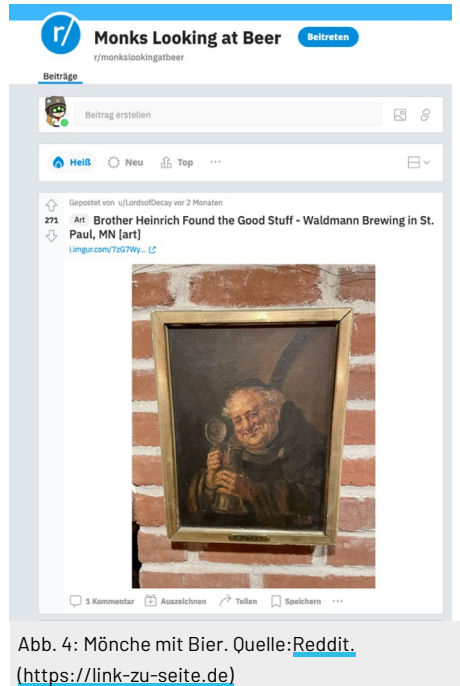 r/
Monks Looking at Beer
Beitreten
r/monkslookingatbeer
Beiträge
Beitrag erstellen
Heiß
Neu
Top
Gepostet von u/LordsofDecay vor 2 Monaten
271
Art Brother Heinrich Found the Good Stuff - Waldmann Brewing in St.
Paul, MN [art]
i.imgur.com/7zG7Wy...
1 Kommentar
Auszeichnen
Teilen
Speichern
Abb. 4: Mönche mit Bier. Quelle:Reddit.
(https://link-zu-seite.de)